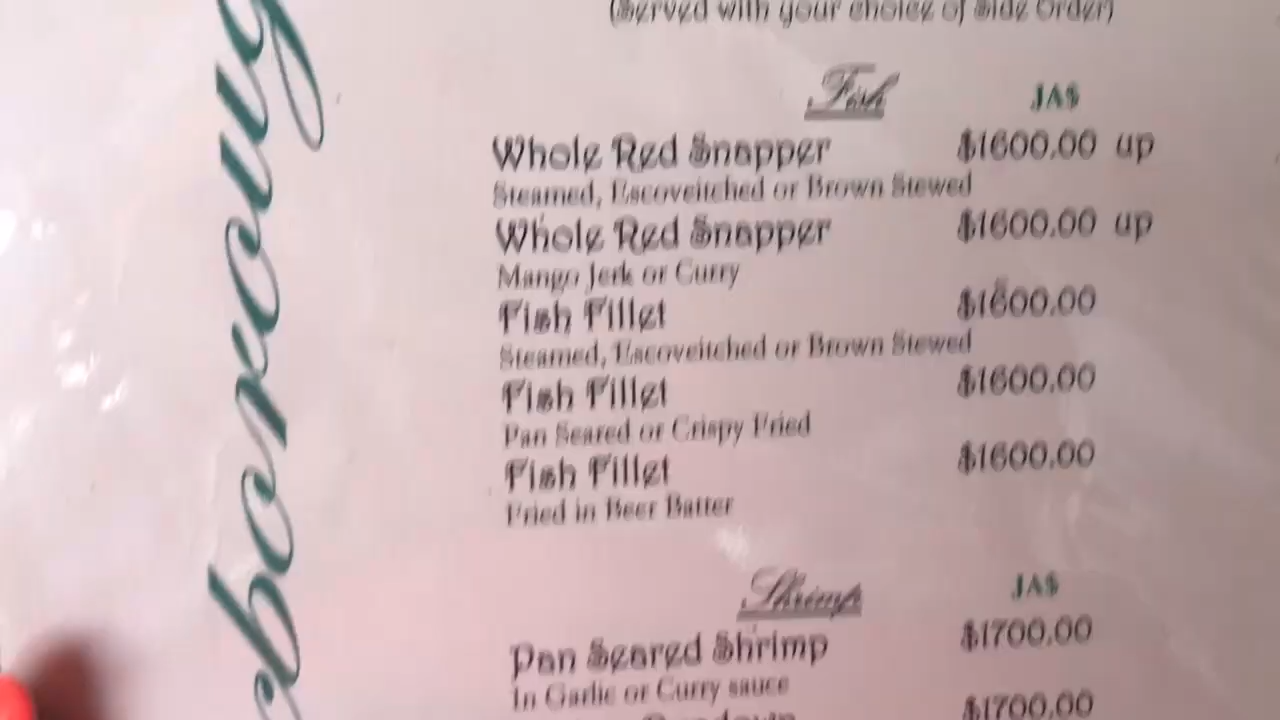 (Served with your choice of Side Order)
Fish JA$
Whole Red Snapper $1600.00 up
Steamed, Escoveitched or Brown Stewed
Whole Red Snapper $1600.00 up
Mango Jerk or Curry
Fish Fillet $1600.00
Steamed, Escoveitched or Brown Stewed
Fish Fillet $1600.00
Pan Seared or Crispy Fried
Fish Fillet $1600.00
Fried in Beer Batter
Shrimp JA$
Pan Seared Shrimp $1700.00
In Garlic or Curry sauce
$1700.00